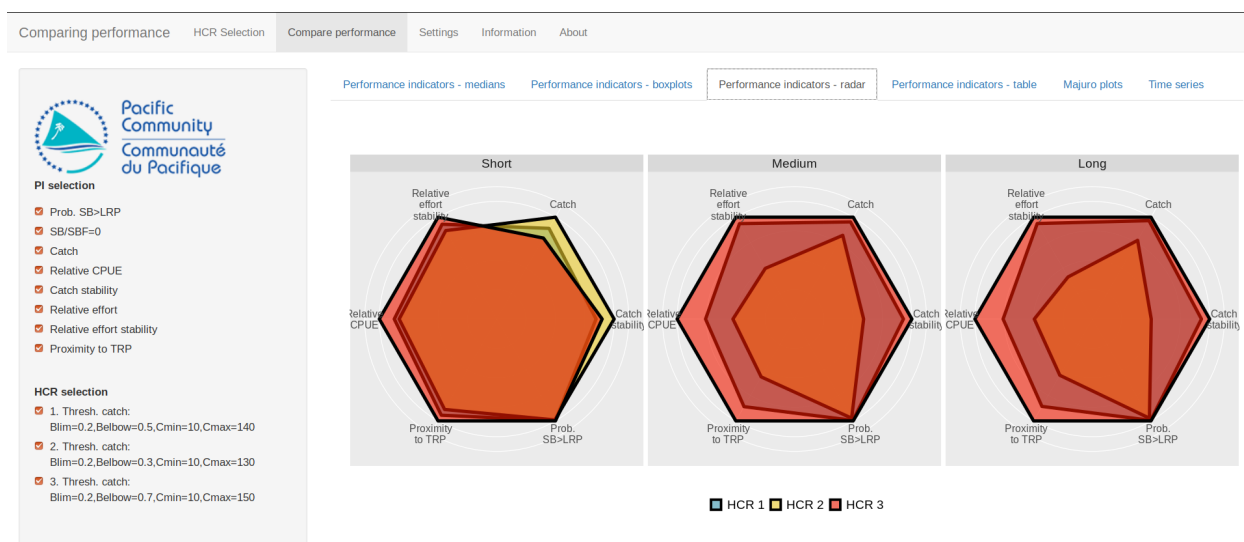 Comparing performance HCR Selection Compare performance Settings Information About
Performance indicators - medians Performance indicators - boxplots Performance indicators - radar Performance indicators - table Majuro plots Time series
Pacific
Community
Communauté
du Pacifique
PI selection
Prob. SB>LRP
SB/SBF=0
Catch
Relative CPUE
Catch stability
Relative effort
Relative effort stability
Proximity to TRP
HCR selection
1. Thresh. catch:
Blim=0.2,Belbow=0.5,Cmin=10,Cmax=140
2. Thresh. catch:
Blim=0.2,Belbow=0.3,Cmin=10,Cmax=130
3. Thresh. catch:
Blim=0.2,Belbow=0.7,Cmin=10,Cmax=150
Short
Relative
effort
stability
Catch
Relative
CPUE
Catch
stability
Proximity
to TRP
Prob.
SB>LRP
Medium
Relative
effort
stability
Catch
Relative
CPUE
Catch
stability
Proximity
to TRP
Prob.
SB>LRP
Long
Relative
effort
stability
Catch
Relative
CPUE
Catch
stability
Proximity
to TRP
Prob.
SB>LRP
HCR 1 HCR 2 HCR 3